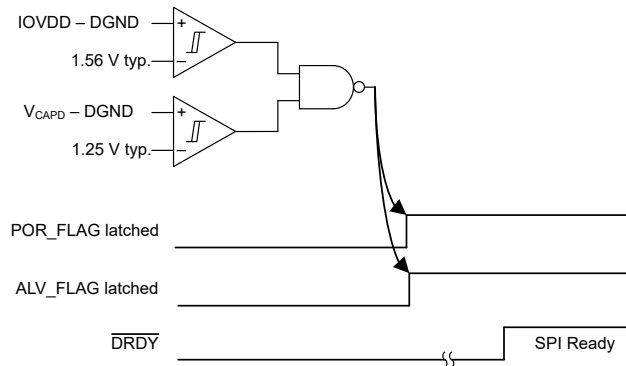 IOVDD – DGND
1.56 V typ.
VCAPD – DGND
1.25 V typ.
POR_FLAG latched
ALV_FLAG latched
DRDY
SPI Ready